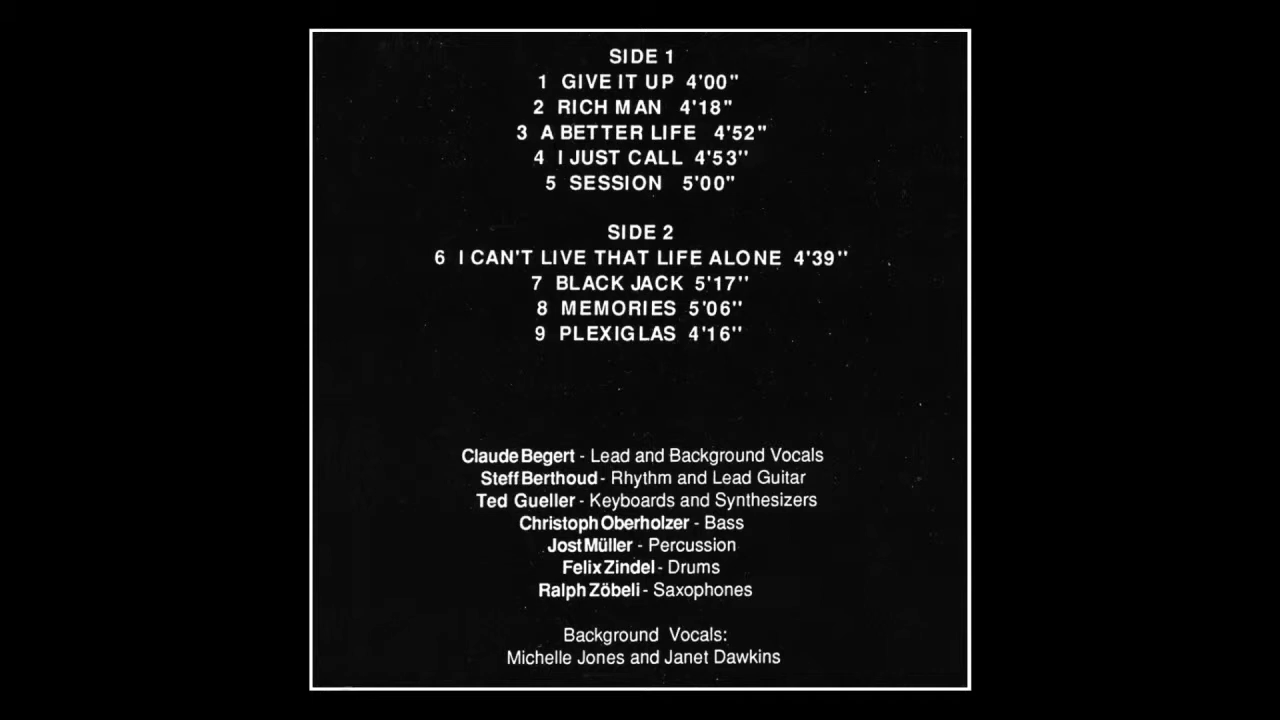 SIDE 1
1 GIVE IT UP 4'00"
2 RICH MAN 4'18"
3 A BETTER LIFE 4'52"
4 I JUST CALL 4'53''
5 SESSION 5'00"
SIDE 2
6 I CAN'T LIVE THAT LIFE ALONE 4'39''
7 BLACK JACK 5'17''
8 MEMORIES 5'06''
9 PLEXIGLAS 4'16''
Claude Begert - Lead and Background Vocals
Steff Berthoud - Rhythm and Lead Guitar
Ted Gueller - Keyboards and Synthesizers
Christoph Oberholzer - Bass
Jost Müller - Percussion
Felix Zindel - Drums
Ralph Zöbeli - Saxophones
Background Vocals:
Michelle Jones and Janet Dawkins